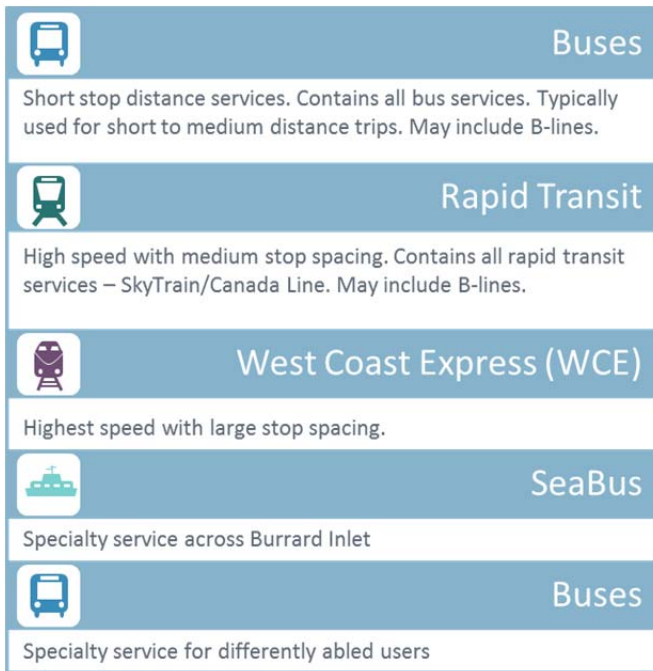 Buses
Short stop distance services. Contains all bus services. Typically
used for short to medium distance trips. May include B-lines.
Rapid Transit
High speed with medium stop spacing. Contains all rapid transit
services – SkyTrain/Canada Line. May include B-lines.
West Coast Express (WCE)
Highest speed with large stop spacing.
SeaBus
Specialty service across Burrard Inlet
Buses
Specialty service for differently abled users